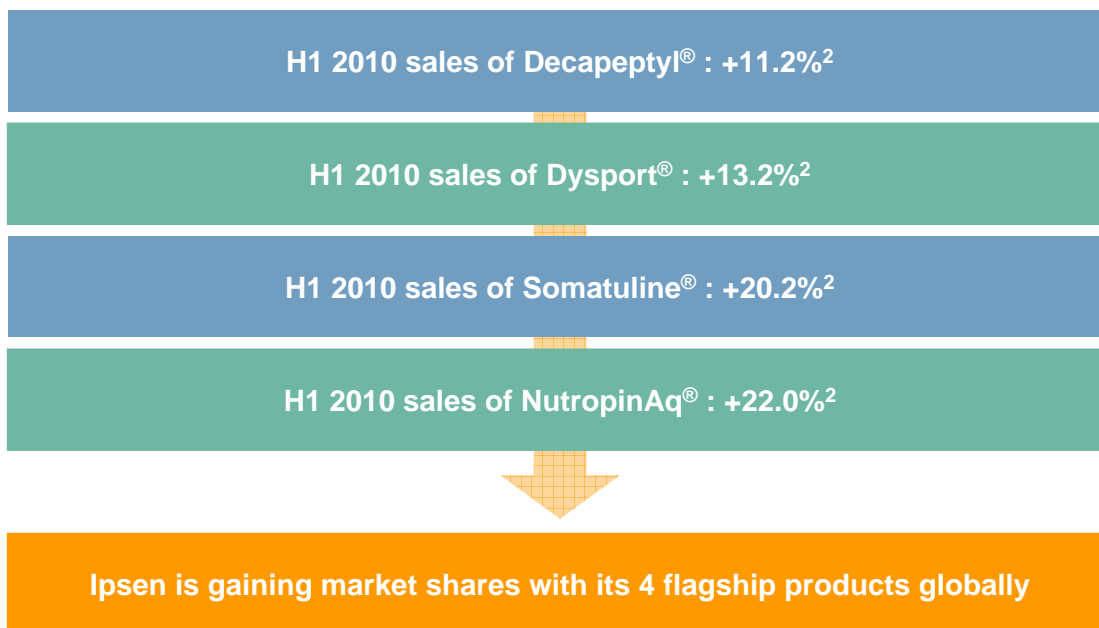 H1 2010 sales of Decapeptyl® : +11.2%²
H1 2010 sales of Dysport® : +13.2%²
H1 2010 sales of Somatuline® : +20.2%²
H1 2010 sales of NutropinAq® : +22.0%²
Ipsen is gaining market shares with its 4 flagship products globally